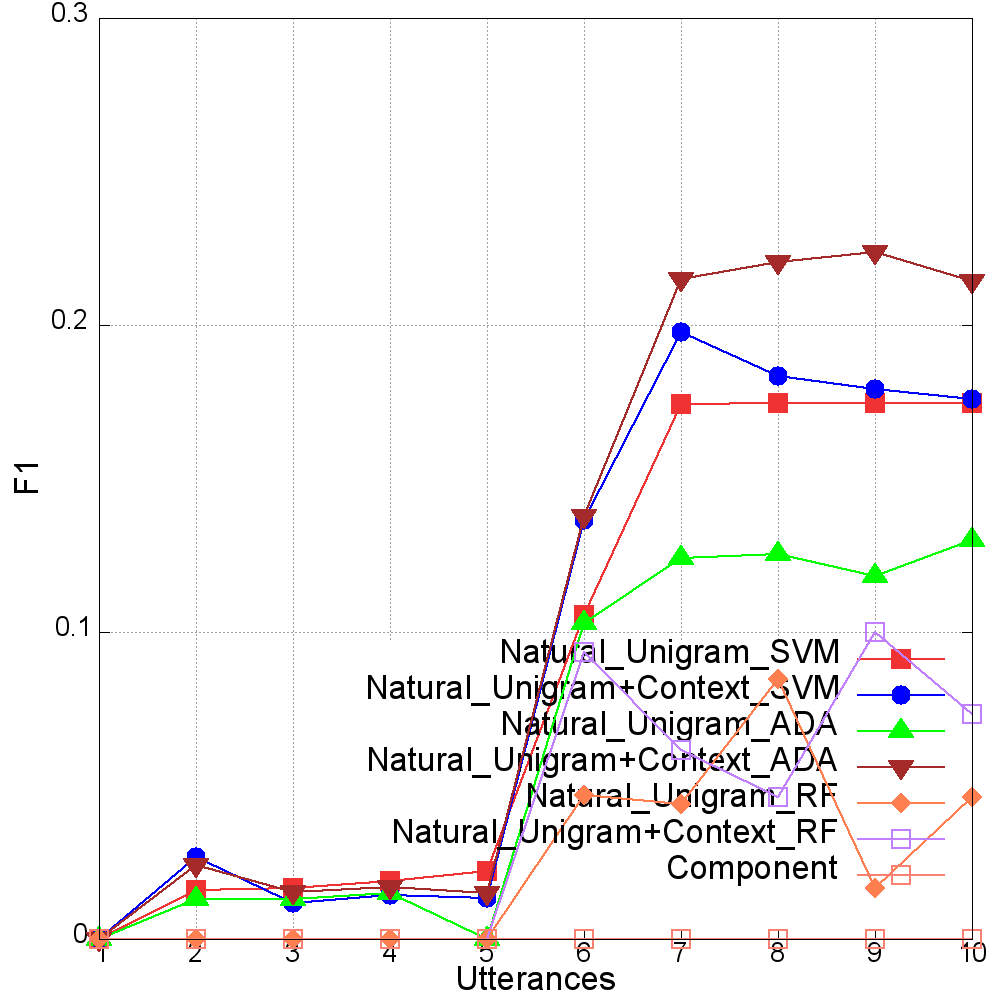 0.3
0.2
0.1
0
F1
Natural_Unigram_SVM
Natural_Unigram+Context_SVM
Natural_Unigram_ADA
Natural_Unigram+Context_ADA
Natural_Unigram_RF
Natural_Unigram+Context_RF
Component
1 2 3 4 5 6 7 8 9 10
Utterances